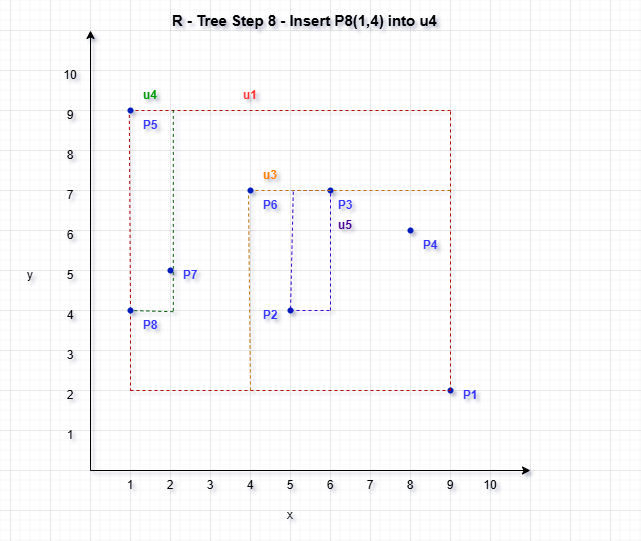 R - Tree Step 8 - Insert P8(1,4) into u4
10
u4
u1
9
P5
8
u3
7
P6
P3
u5
6
P4
y
5
P7
4
P2
P8
3
2
P1
1
1 2 3 4 5 6 7 8 9 10
x